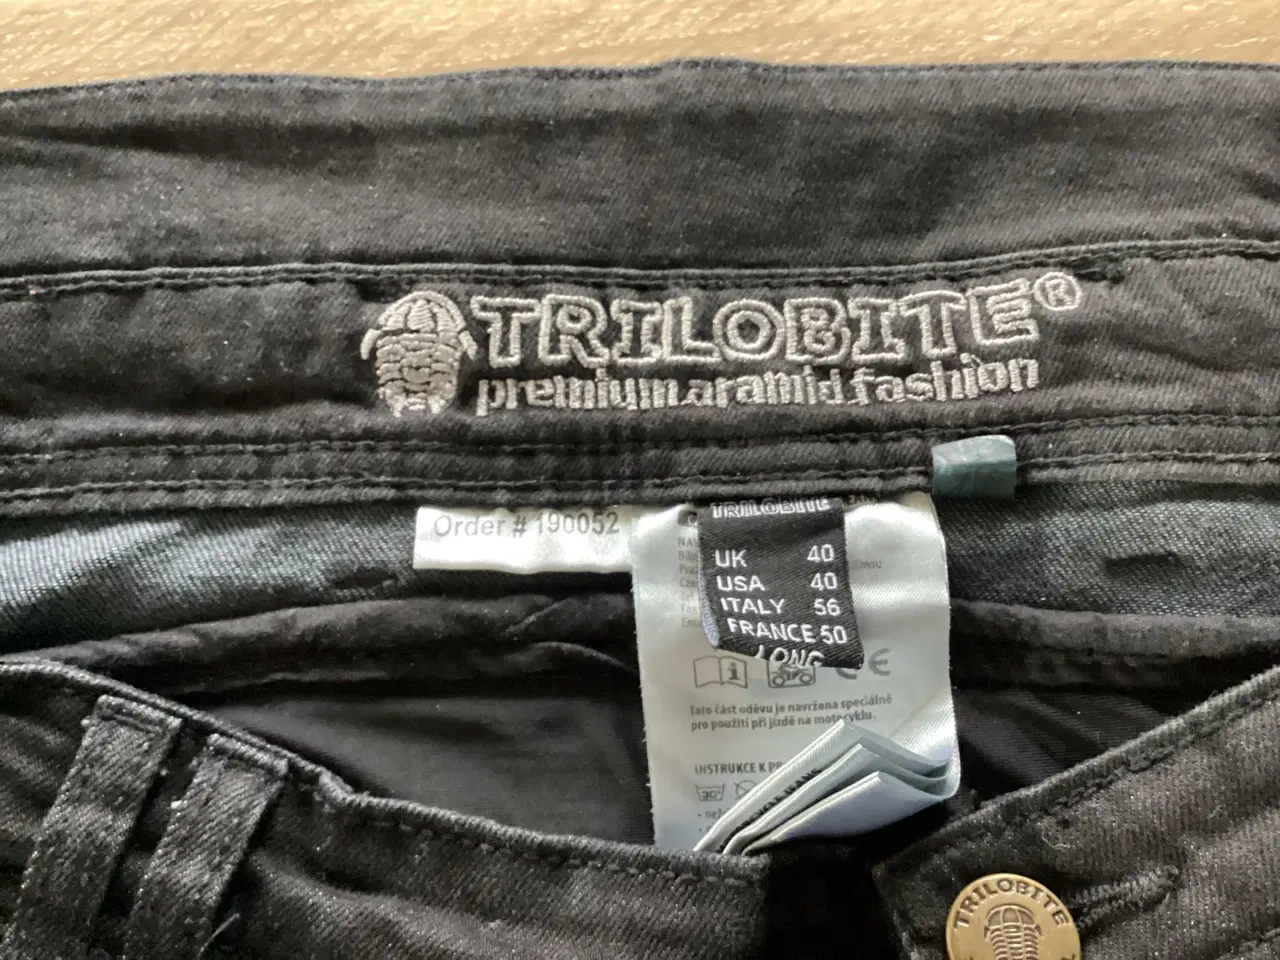 TRILOBITE®
premium aramid fashion
Order # 190052
TRILOBITE
UK 40
USA 40
ITALY 56
FRANCE 50
LONG
CE
Tato část oděvu je navržena speciálně
pro použití při jízdě na motocyklu.
INSTRUKCE K
30°
TRILOBITE